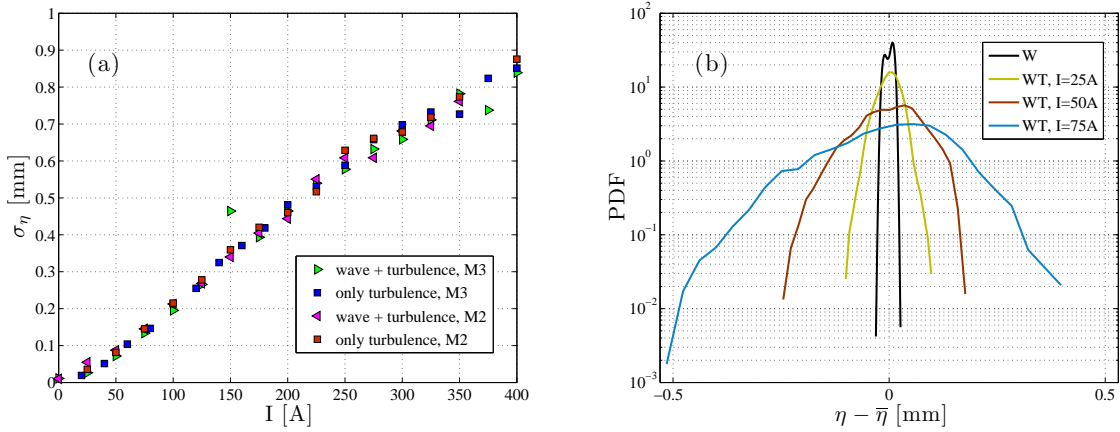 (a)
σ_η [mm]
1
0.9
0.8
0.7
0.6
0.5
0.4
0.3
0.2
0.1
0
0 50 100 150 200 250 300 350 400
I [A]
wave + turbulence, M3
only turbulence, M3
wave + turbulence, M2
only turbulence, M2
(b)
PDF
10^2
10^1
10^0
10^−1
10^−2
10^−3
−0.5 0 0.5
η − η̅ [mm]
W
WT, I=25A
WT, I=50A
WT, I=75A